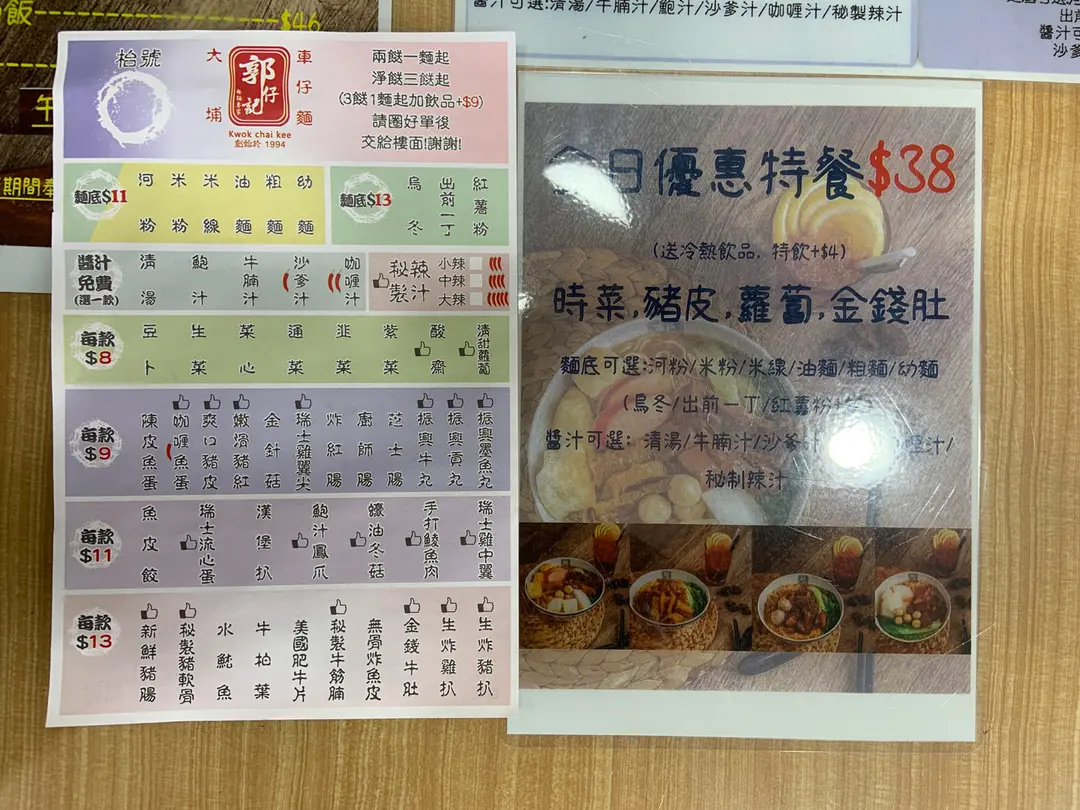 飯 $46
醬汁可選:清湯/牛腩汁/鮑汁/沙爹汁/咖喱汁/秘製辣汁
出前
醬汁可
沙爹
期間
枱號
大埔
郭仔記
Kwok chai kee
創始於 1994
車仔麵
兩餸一麵起
淨餸三餸起
(3餸1麵起加飲品+$9)
請圈好單後
交給樓面!謝謝!
麵底$11
河粉
米粉
米線
油麵
粗麵
幼麵
麵底$13
烏冬
出前一丁
紅薯粉
醬汁
免費
(選一款)
清湯
鮑汁
牛腩汁
沙爹汁
咖喱汁
秘製辣汁
小辣
中辣
大辣
每款
$8
豆卜
生菜
菜心
通菜
韭菜
紫菜
酸齋
清甜蘿蔔
每款
$9
陳皮魚蛋
咖喱魚蛋
爽口豬皮
嫩滑豬紅
金針菇
瑞士雞翼尖
炸紅腸
廚師腸
芝士腸
振興牛丸
振興貢丸
振興墨魚丸
每款
$11
魚皮餃
瑞士流心蛋
漢堡扒
鮑汁鳳爪
蠔油冬菇
手打鯪魚肉
瑞士雞中翼
每款
$13
新鮮豬腸
秘製豬軟骨
水魷魚
牛柏葉
美國肥牛片
秘製牛筋腩
無骨炸魚皮
金錢牛肚
生炸雞扒
生炸豬扒
今日優惠特餐$38
(送冷熱飲品, 特飲+$4)
時菜,豬皮,蘿蔔,金錢肚
麵底可選:河粉/米粉/米線/油麵/粗麵/幼麵
(烏冬/出前一丁/紅薯粉
醬汁可選: 清湯/牛腩汁/沙爹汁 喱汁/
秘制辣汁